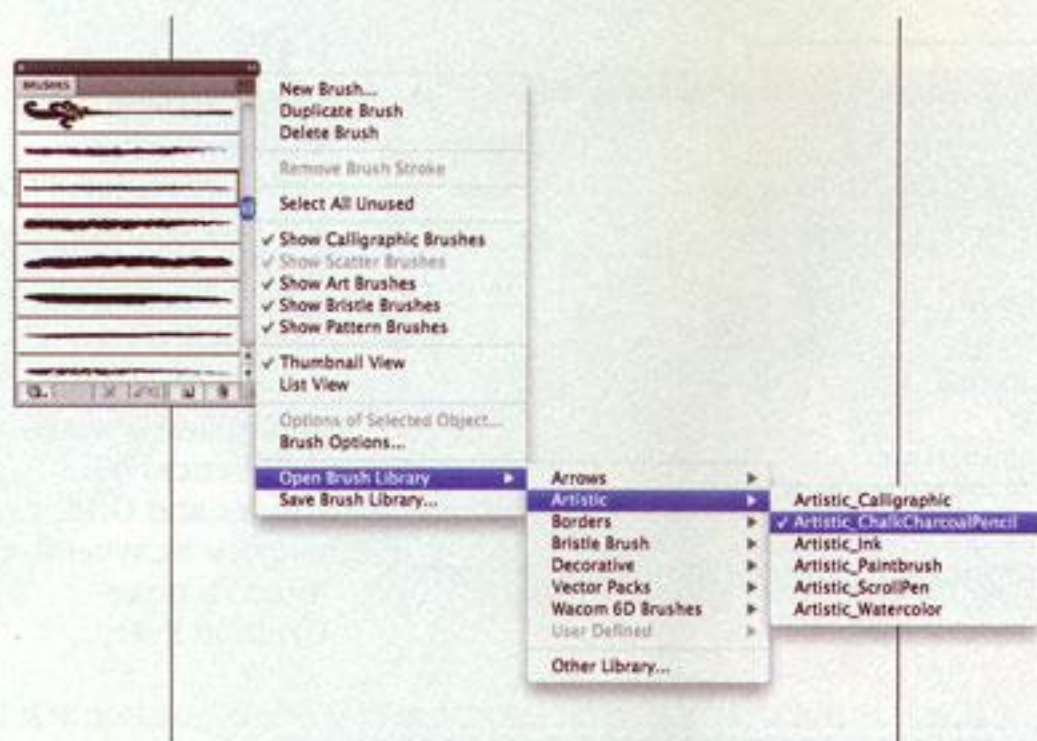 BRUSHES
New Brush...
Duplicate Brush
Delete Brush
Remove Brush Stroke
Select All Unused
✓ Show Calligraphic Brushes
✓ Show Scatter Brushes
✓ Show Art Brushes
✓ Show Bristle Brushes
✓ Show Pattern Brushes
✓ Thumbnail View
List View
Options of Selected Object...
Brush Options...
Open Brush Library
Save Brush Library...
Arrows
Artistic
Borders
Bristle Brush
Decorative
Vector Packs
Wacom 6D Brushes
User Defined
Other Library...
Artistic_Calligraphic
✓ Artistic_ChalkCharcoalPencil
Artistic_Ink
Artistic_Paintbrush
Artistic_ScrollPen
Artistic_Watercolor